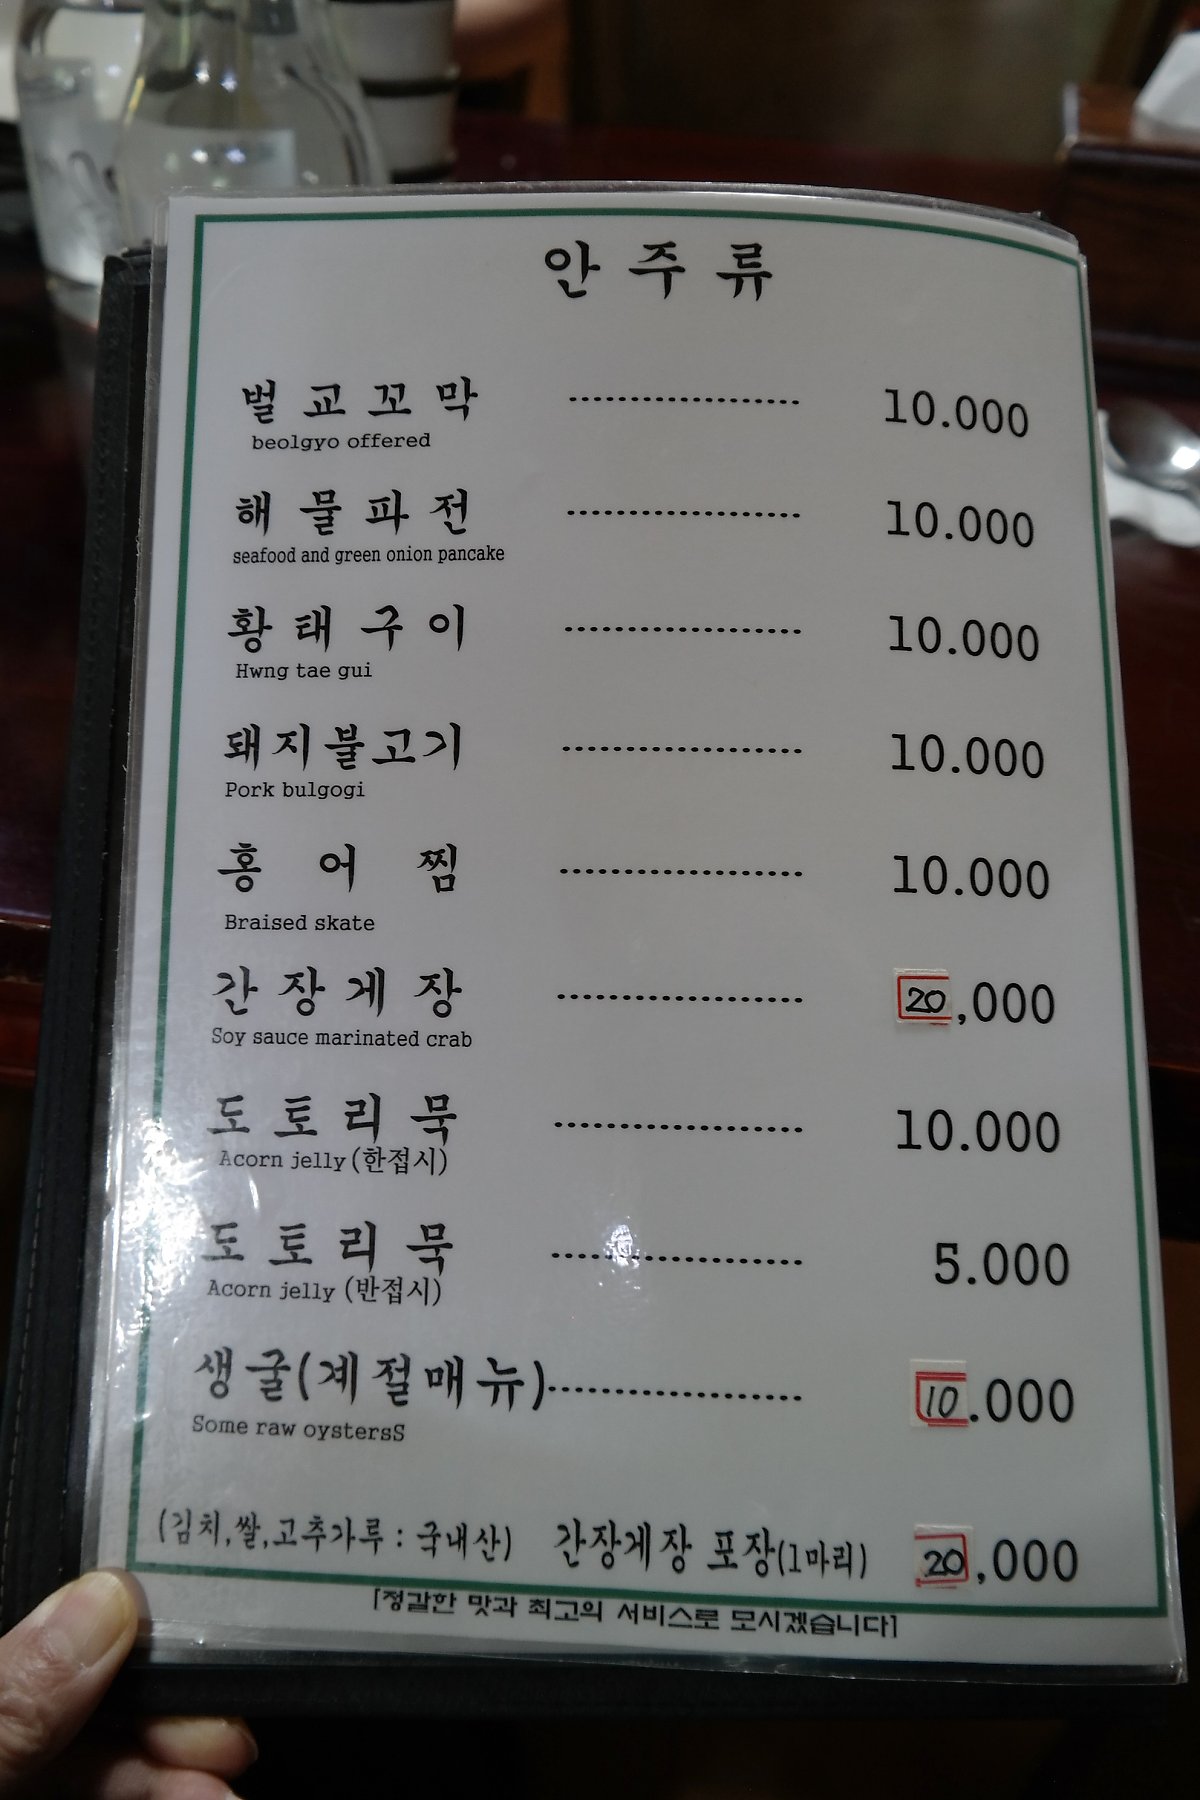 안주류
벌교꼬막 .................... 10.000
beolgyo offered
해물파전 .................... 10.000
seafood and green onion pancake
황태구이 .................... 10.000
Hwng tae gui
돼지불고기 .................... 10.000
Pork bulgogi
홍어찜 .................... 10.000
Braised skate
간장게장 .................... 20,000
Soy sauce marinated crab
도토리묵 .................... 10.000
Acorn jelly (한접시)
도토리묵 .................... 5.000
Acorn jelly (반접시)
생굴(계절매뉴).................... 10.000
Some raw oystersS
(김치,쌀,고추가루 : 국내산) 간장게장 포장(1마리) 20,000
[정갈한 맛과 최고의 서비스로 모시겠습니다]